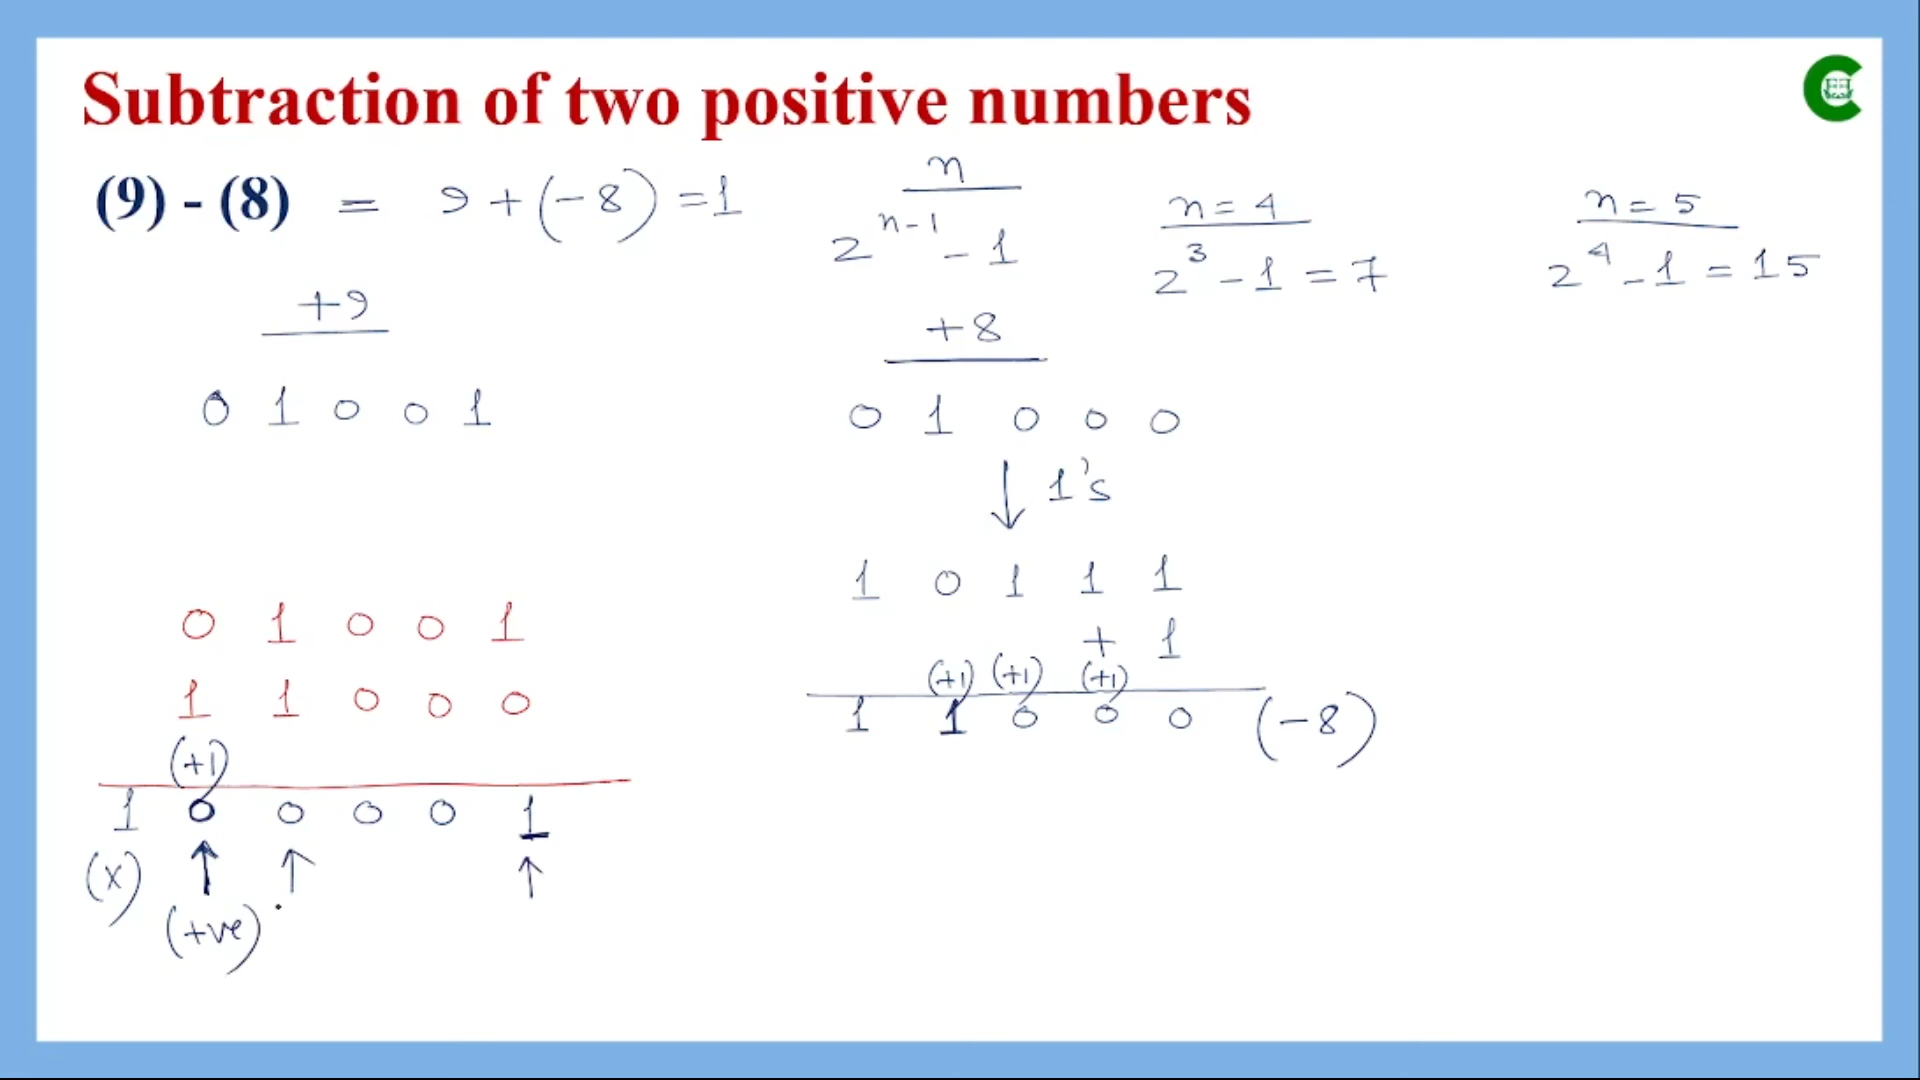 Subtraction of two positive numbers
(9) - (8) = 9 + (-8) = 1
n
2^{n-1} - 1
n = 4
2^3 - 1 = 7
n = 5
2^4 - 1 = 15
+9
0 1 0 0 1
+8
0 1 0 0 0
↓ 1's
1 0 1 1 1
+ 1
(+1) (+1) (+1)
1 1 0 0 0 (-8)
0 1 0 0 1
1 1 0 0 0
(+1)
1 0 0 0 0 1
(x) ↑ ↑ ↑
(+ve)